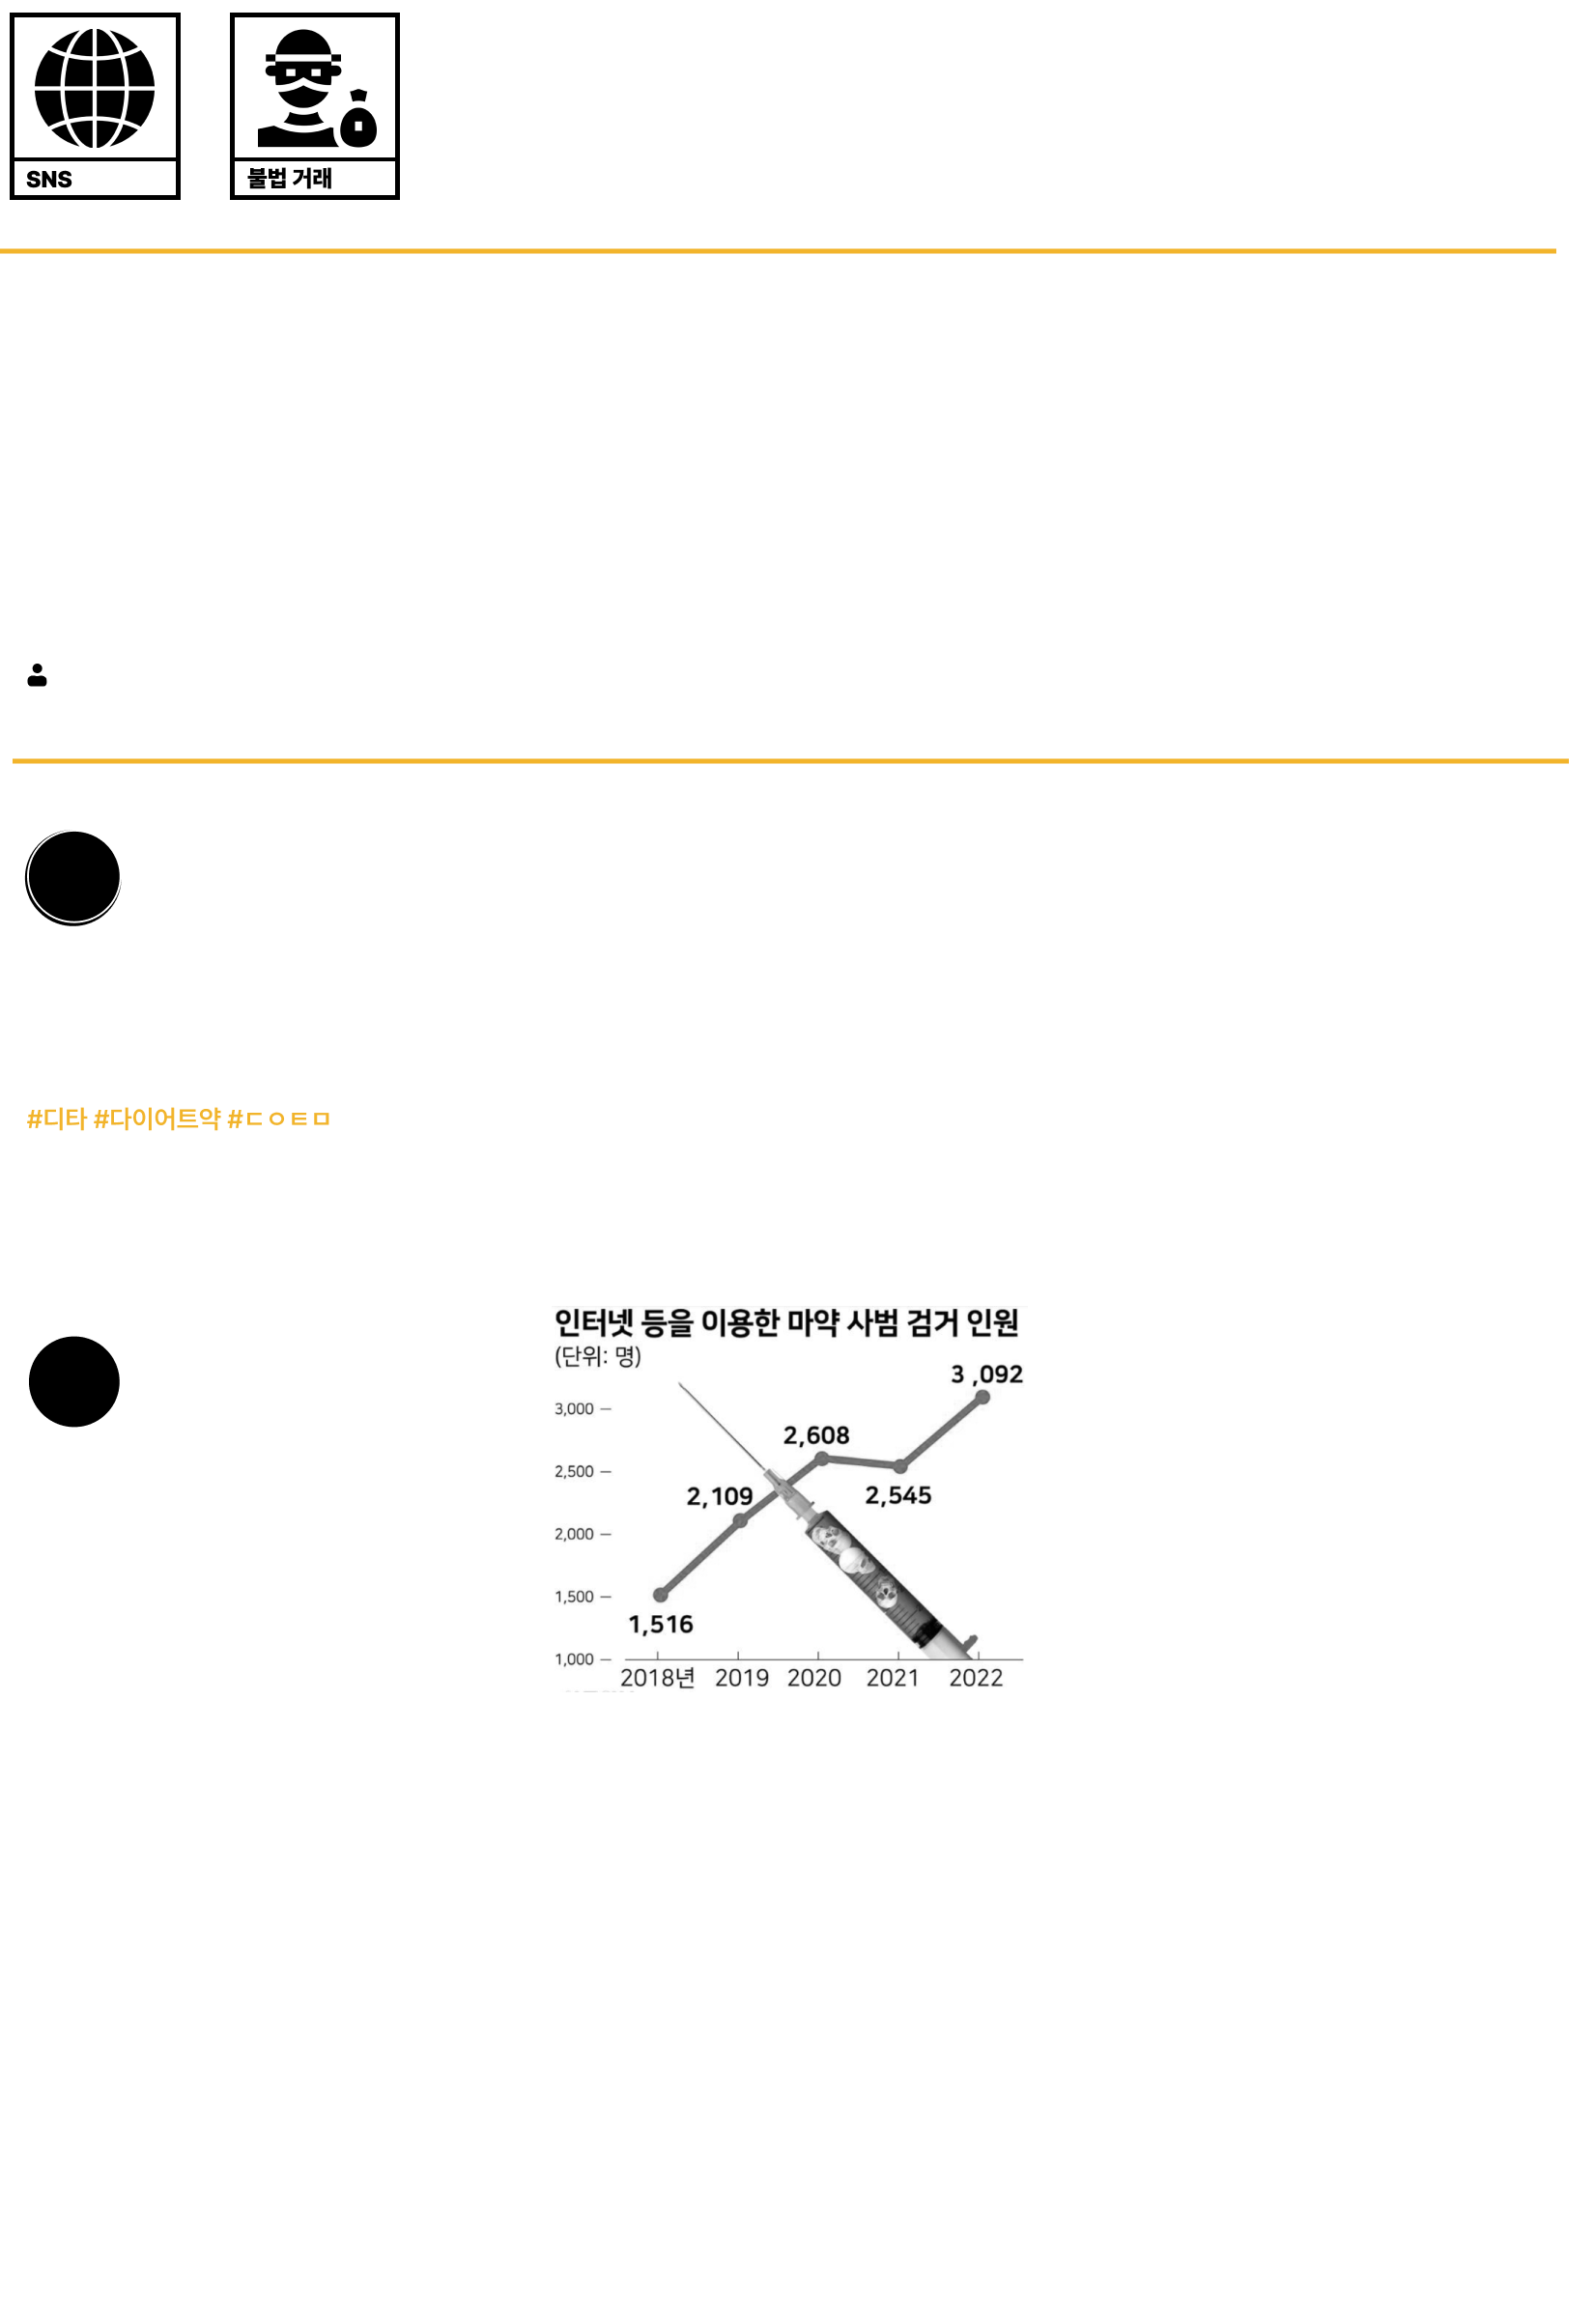 SNS
불법 거래
#디타 #다이어트약 #ㄷㅇㅌㅁ
인터넷 등을 이용한 마약 사범 검거 인원
(단위: 명)
3 ,092
3,000
2,608
2,500
2,109
2,545
2,000
1,500
1,516
1,000
2018년 2019 2020 2021 2022